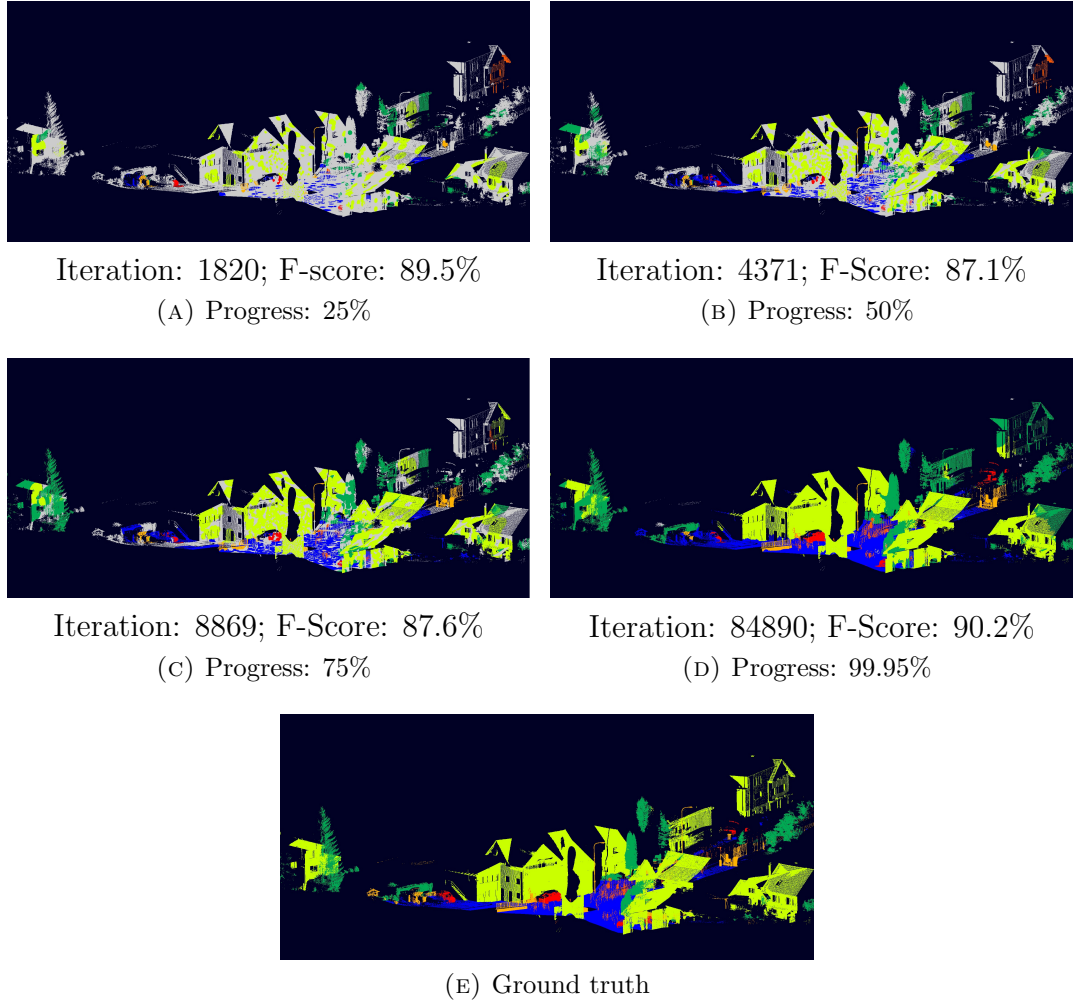 Iteration: 1820; F-score: 89.5%
(A) Progress: 25%
Iteration: 4371; F-Score: 87.1%
(B) Progress: 50%
Iteration: 8869; F-Score: 87.6%
(C) Progress: 75%
Iteration: 84890; F-Score: 90.2%
(D) Progress: 99.95%
(E) Ground truth